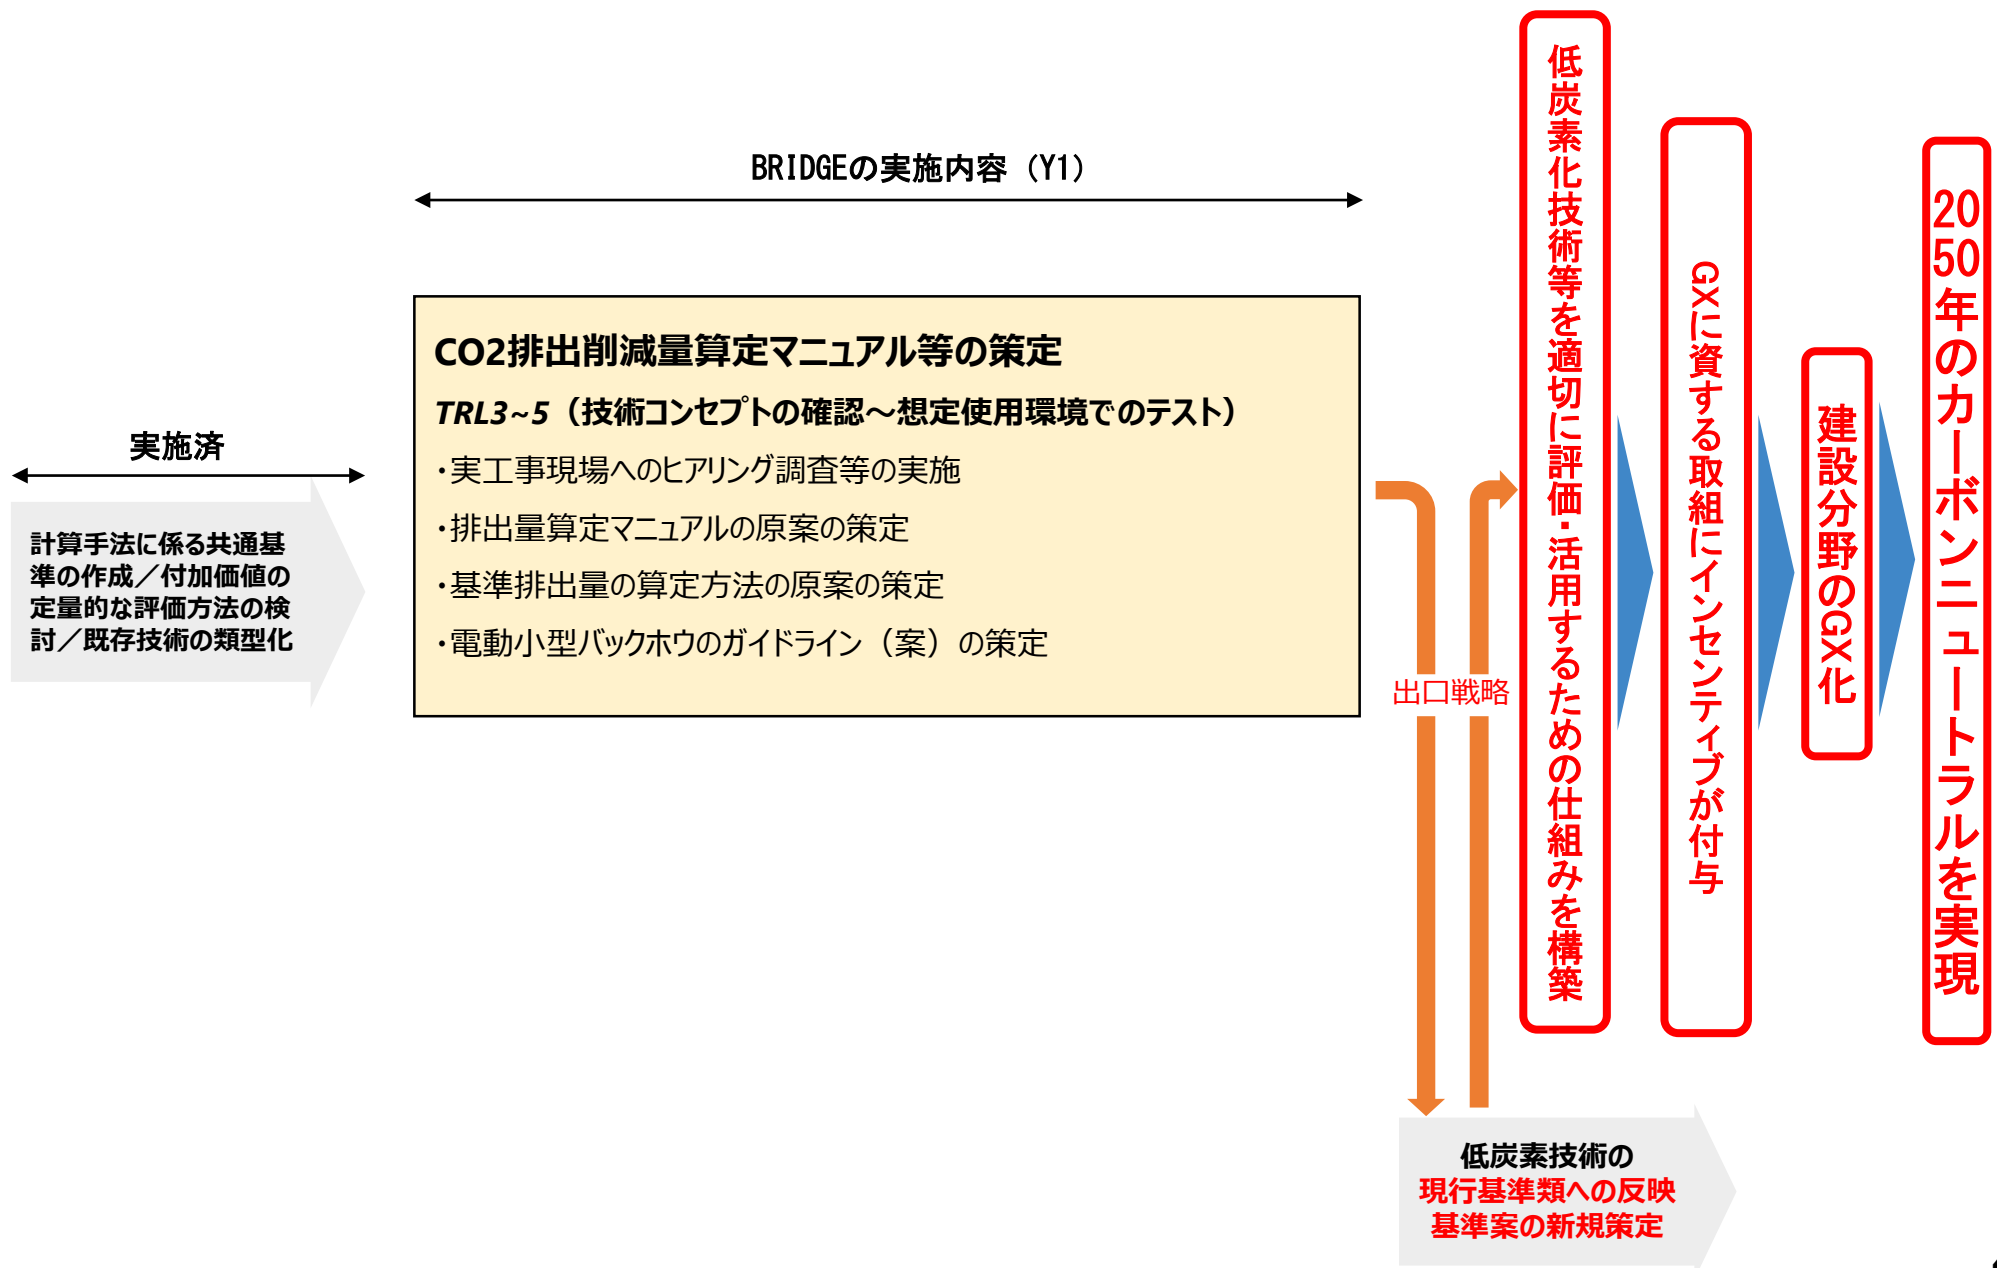 BRIDGEの実施内容（Y1）
実施済
計算手法に係る共通基
準の作成／付加価値の
定量的な評価方法の検
討／既存技術の類型化
CO2排出削減量算定マニュアル等の策定
TRL3~5（技術コンセプトの確認～想定使用環境でのテスト）
・実工事現場へのヒアリング調査等の実施
・排出量算定マニュアルの原案の策定
・基準排出量の算定方法の原案の策定
・電動小型バックホウのガイドライン（案）の策定
出口戦略
低炭素技術の
現行基準類への反映
基準案の新規策定
低炭素化技術等を適切に評価・活用するための仕組みを構築
GXに資する取組にインセンティブが付与
建設分野のGX化
2050年のカーボンニュートラルを実現